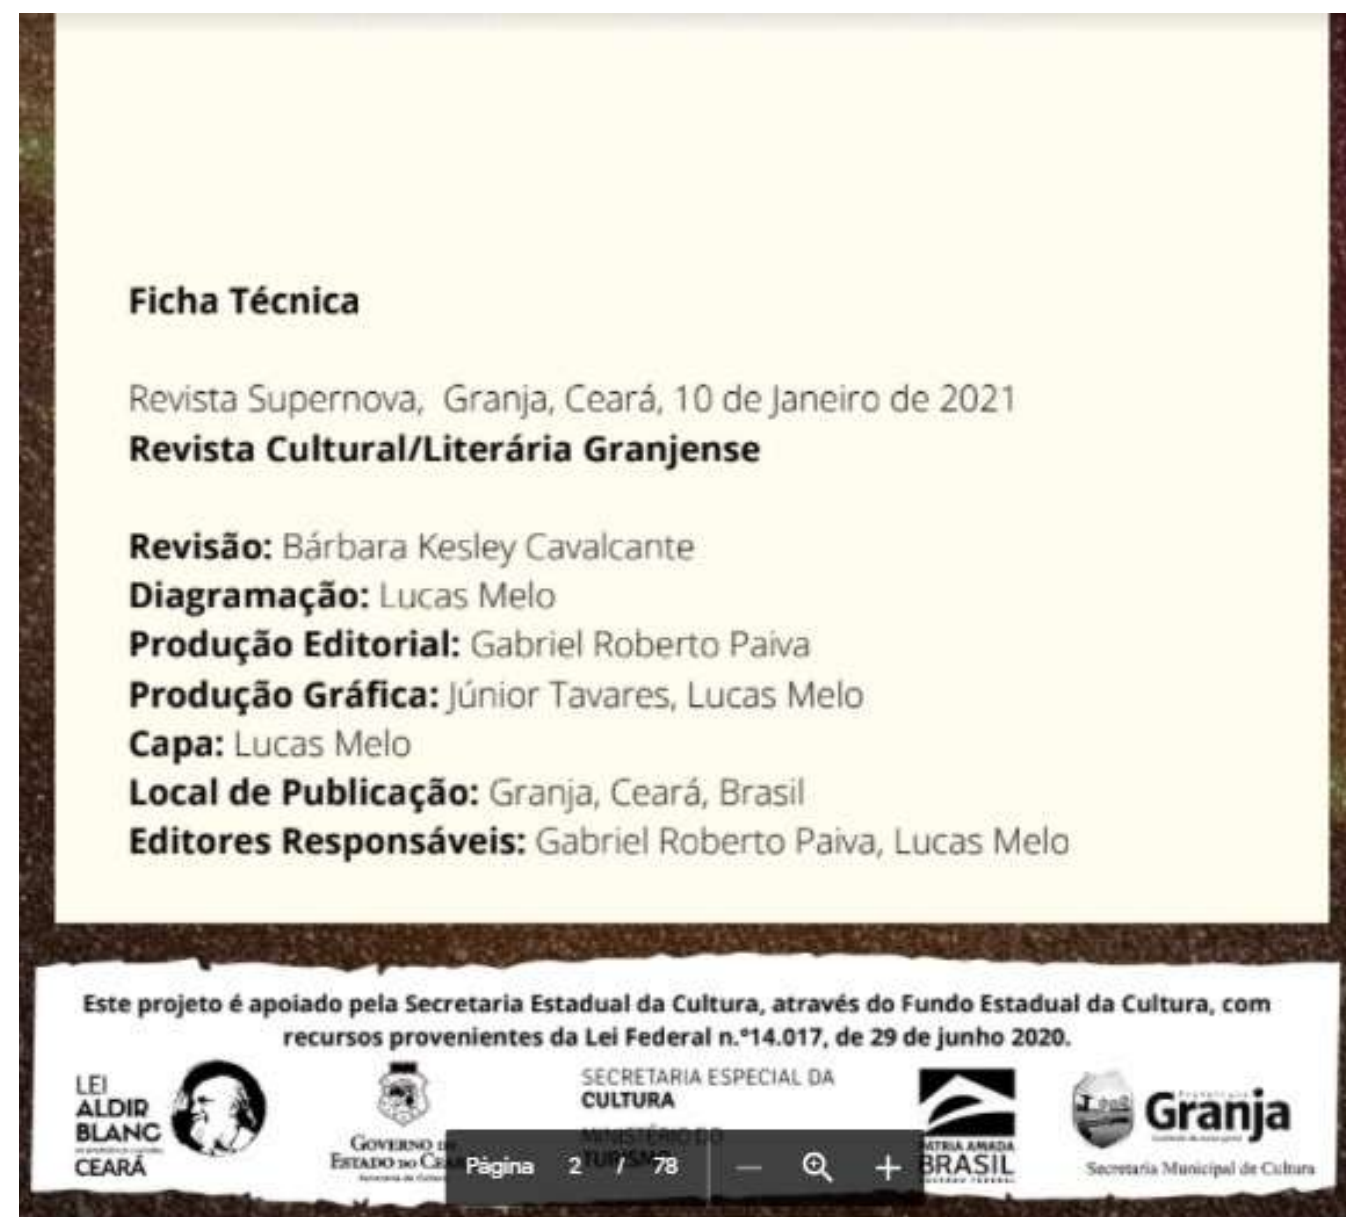 Ficha Técnica
Revista Supernova, Granja, Ceará, 10 de Janeiro de 2021
Revista Cultural/Literária Granjense
Revisão: Bárbara Kesley Cavalcante
Diagramação: Lucas Melo
Produção Editorial: Gabriel Roberto Paiva
Produção Gráfica: Júnior Tavares, Lucas Melo
Capa: Lucas Melo
Local de Publicação: Granja, Ceará, Brasil
Editores Responsáveis: Gabriel Roberto Paiva, Lucas Melo
Este projeto é apoiado pela Secretaria Estadual da Cultura, através do Fundo Estadual da Cultura, com
recursos provenientes da Lei Federal n.°14.017, de 29 de junho 2020.
LEI
ALDIR
BLANC
CEARÁ
GOVERNO
ESTADO DO
SECRETARIA ESPECIAL DA
CULTURA
MINISTÉRIO DO
TURISMO
PÁTRIA AMADA
BRASIL
Granja
Secretaria Municipal de Cultura
Página 2 / 78